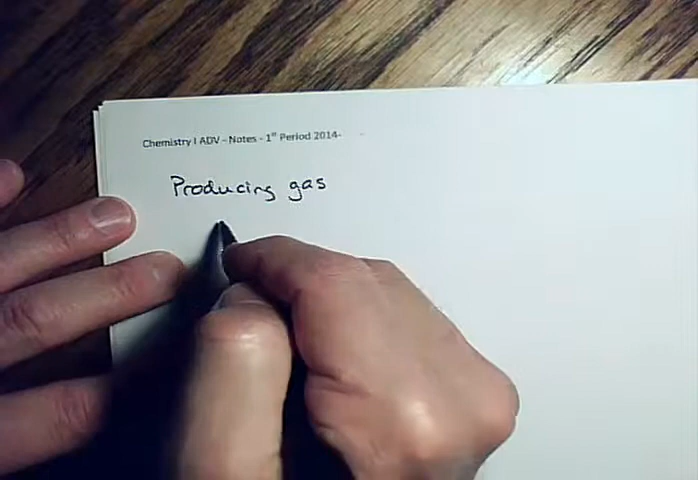 Chemistry I ADV - Notes - 1st Period 2014-
Producing gas